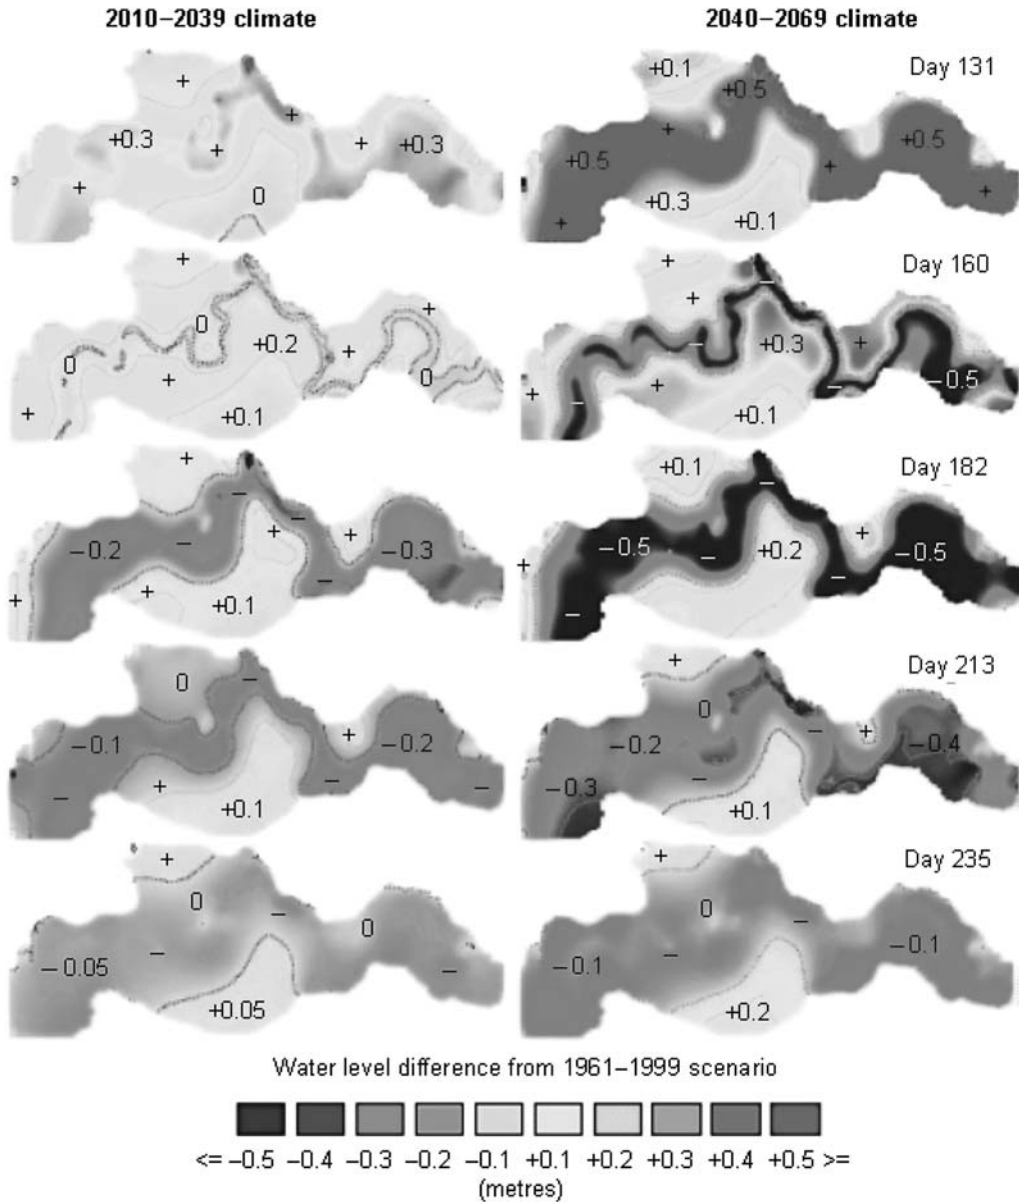 2010–2039 climate 2040–2069 climate
Day 131
+ +0.3 + + + + +0.3 0
+0.1 +0.5 + +0.5 +0.5 + + + +0.3 +0.1
Day 160
+ 0 + 0 +0.2 + + 0 + +0.1
+ + − − +0.3 + −0.5 + + − − +0.1
Day 182
+ − − + + −0.2 − −0.3 + + − +0.1
+0.1 − + −0.5 − +0.2 −0.5 + − −
Day 213
0 − + −0.1 −0.2 + − − − +0.1
+ 0 − + −0.2 −0.4 − −0.3 +0.1
Day 235
+ 0 − 0 −0.05 − − +0.05
+ 0 − −0.1 − −0.1 +0.2
Water level difference from 1961–1999 scenario
<= −0.5 −0.4 −0.3 −0.2 −0.1 +0.1 +0.2 +0.3 +0.4 +0.5 >=
(metres)